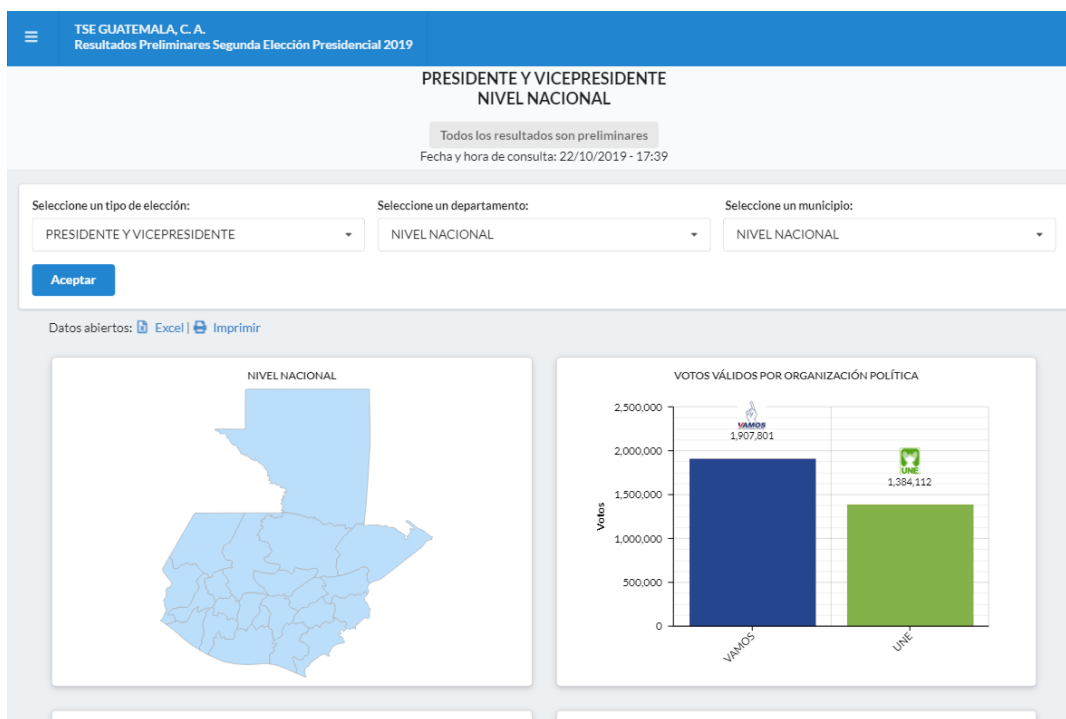 TSE GUATEMALA, C. A.
Resultados Preliminares Segunda Elección Presidencial 2019
PRESIDENTE Y VICEPRESIDENTE
NIVEL NACIONAL
Todos los resultados son preliminares
Fecha y hora de consulta: 22/10/2019 - 17:39
Seleccione un tipo de elección:
PRESIDENTE Y VICEPRESIDENTE
Seleccione un departamento:
NIVEL NACIONAL
Seleccione un municipio:
NIVEL NACIONAL
Aceptar
Datos abiertos: Excel | Imprimir
NIVEL NACIONAL
VOTOS VÁLIDOS POR ORGANIZACIÓN POLÍTICA
Votos
2,500,000
2,000,000
1,500,000
1,000,000
500,000
0
VAMOS
1,907,801
UNE
1,384,112
VAMOS
UNE